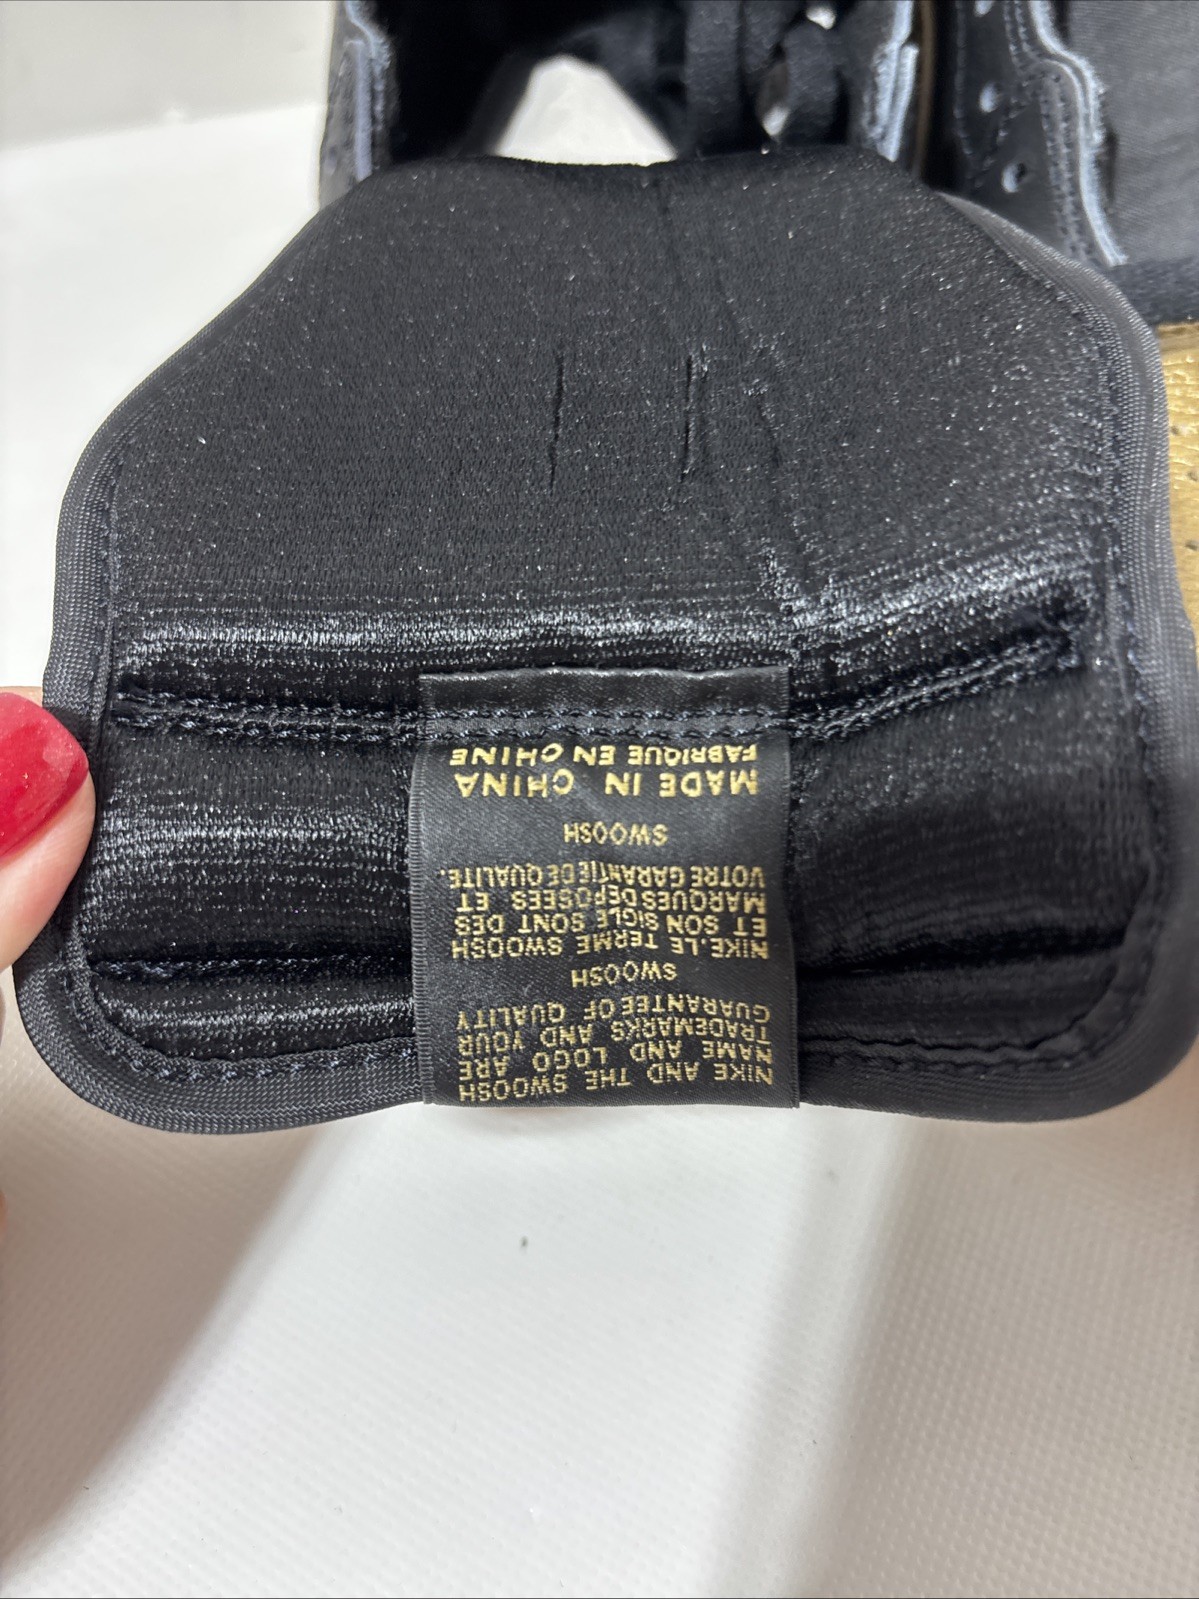 NIKE AND THE SWOOSH
NAME AND LOGO ARE
TRADEMARKS AND YOUR
GUARANTEE OF QUALITY
SWOOSH
NIKE.LE TERME SWOOSH
ET SON SIGLE SONT DES
MARQUES DEPOSEES ET
VOTRE GARANTIE DE QUALITE.
SWOOSH
MADE IN CHINA
FABRIQUE EN CHINE